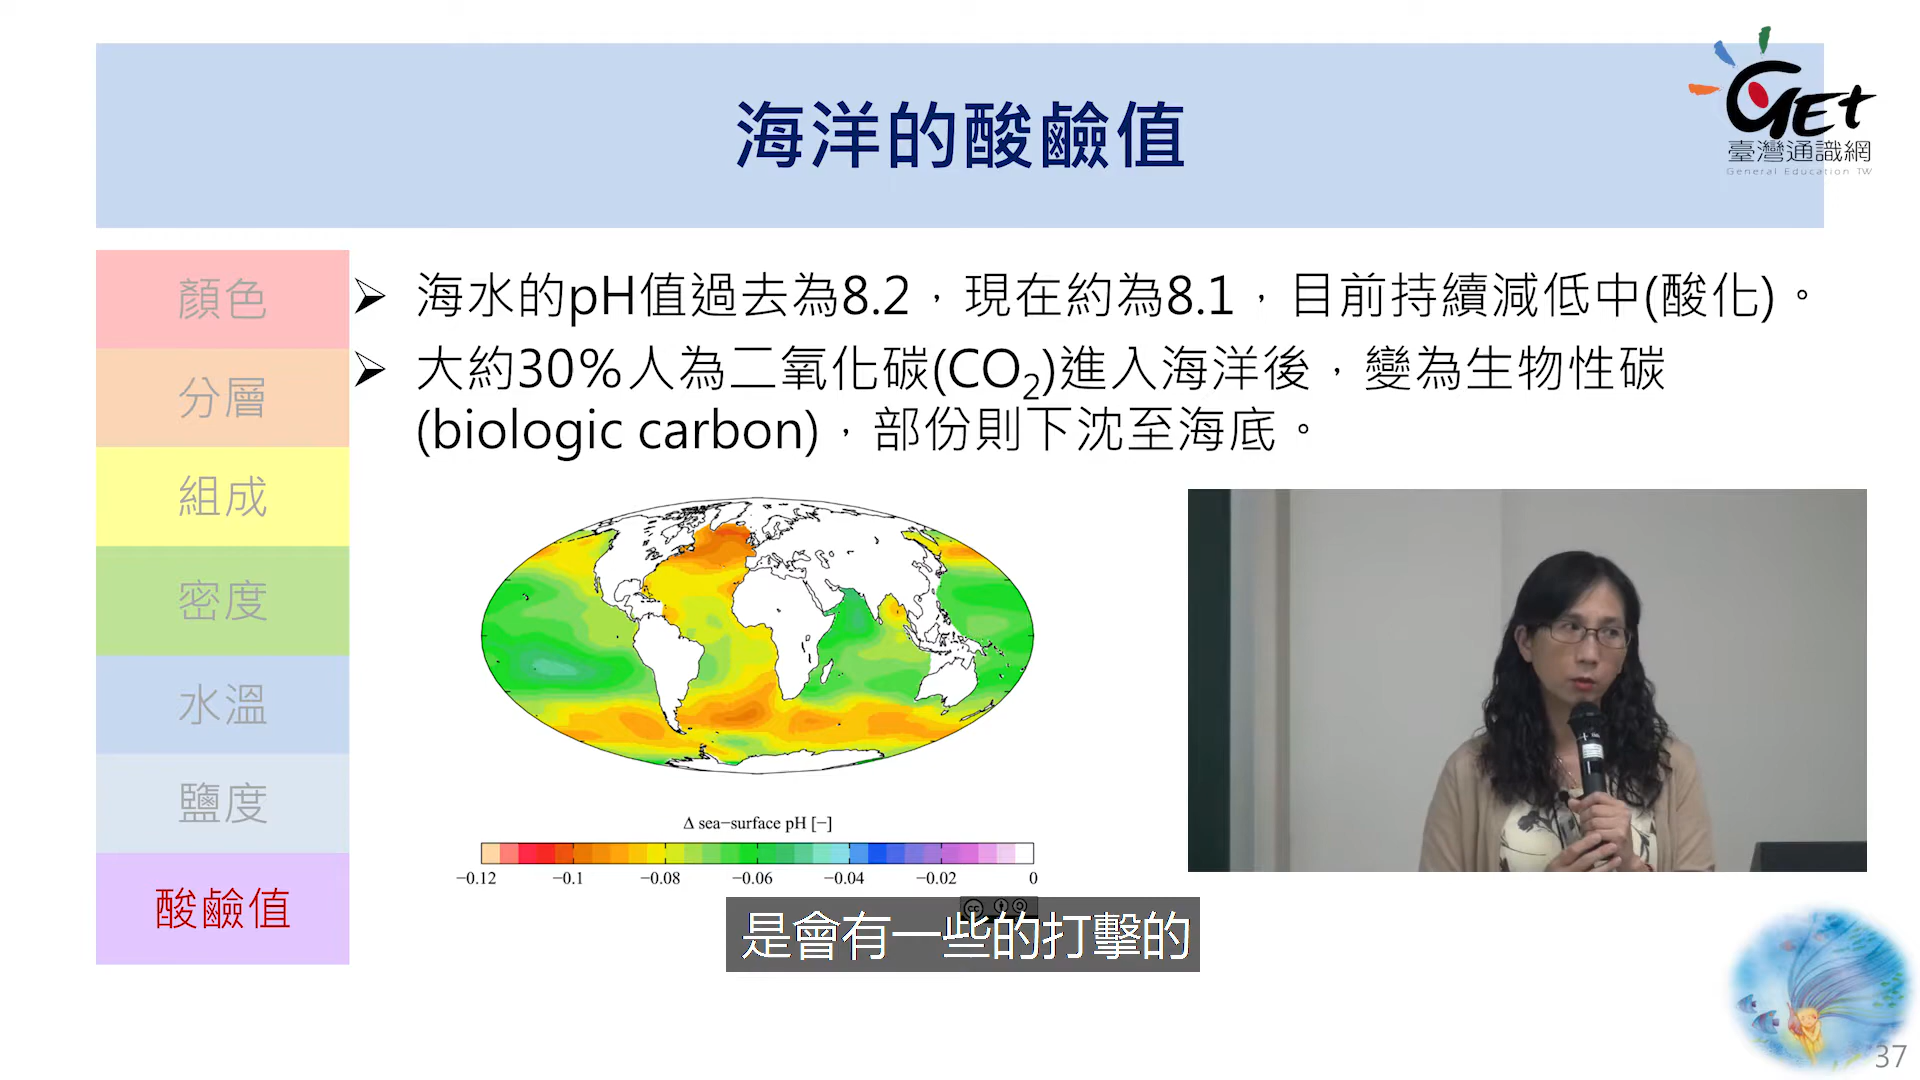 海洋的酸鹼值
GET
臺灣通識網
General Education TW
顏色
分層
組成
密度
水溫
鹽度
酸鹼值
➢ 海水的pH值過去為8.2，現在約為8.1，目前持續減低中(酸化)。
➢ 大約30%人為二氧化碳(CO₂)進入海洋後，變為生物性碳
(biologic carbon)，部份則下沈至海底。
Δ sea−surface pH [−]
−0.12 −0.1 −0.08 −0.06 −0.04 −0.02 0
是會有一些的打擊的
37